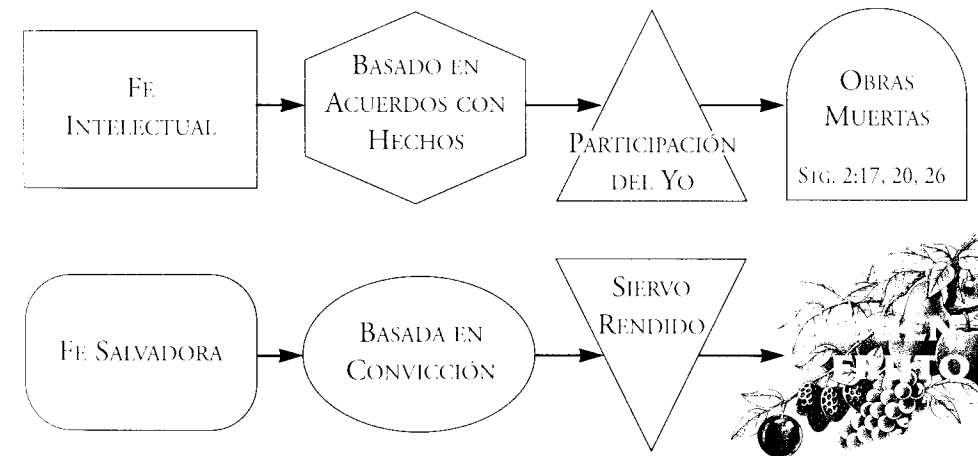 FE
INTELECTUAL
BASADO EN
ACUERDOS CON
HECHOS
PARTICIPACIÓN
DEL YO
OBRAS
MUERTAS
STG. 2:17, 20, 26
FE SALVADORA
BASADA EN
CONVICCIÓN
SIERVO
RENDIDO
FRUTO